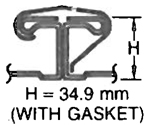 H
H = 34.9 mm
(WITH GASKET)